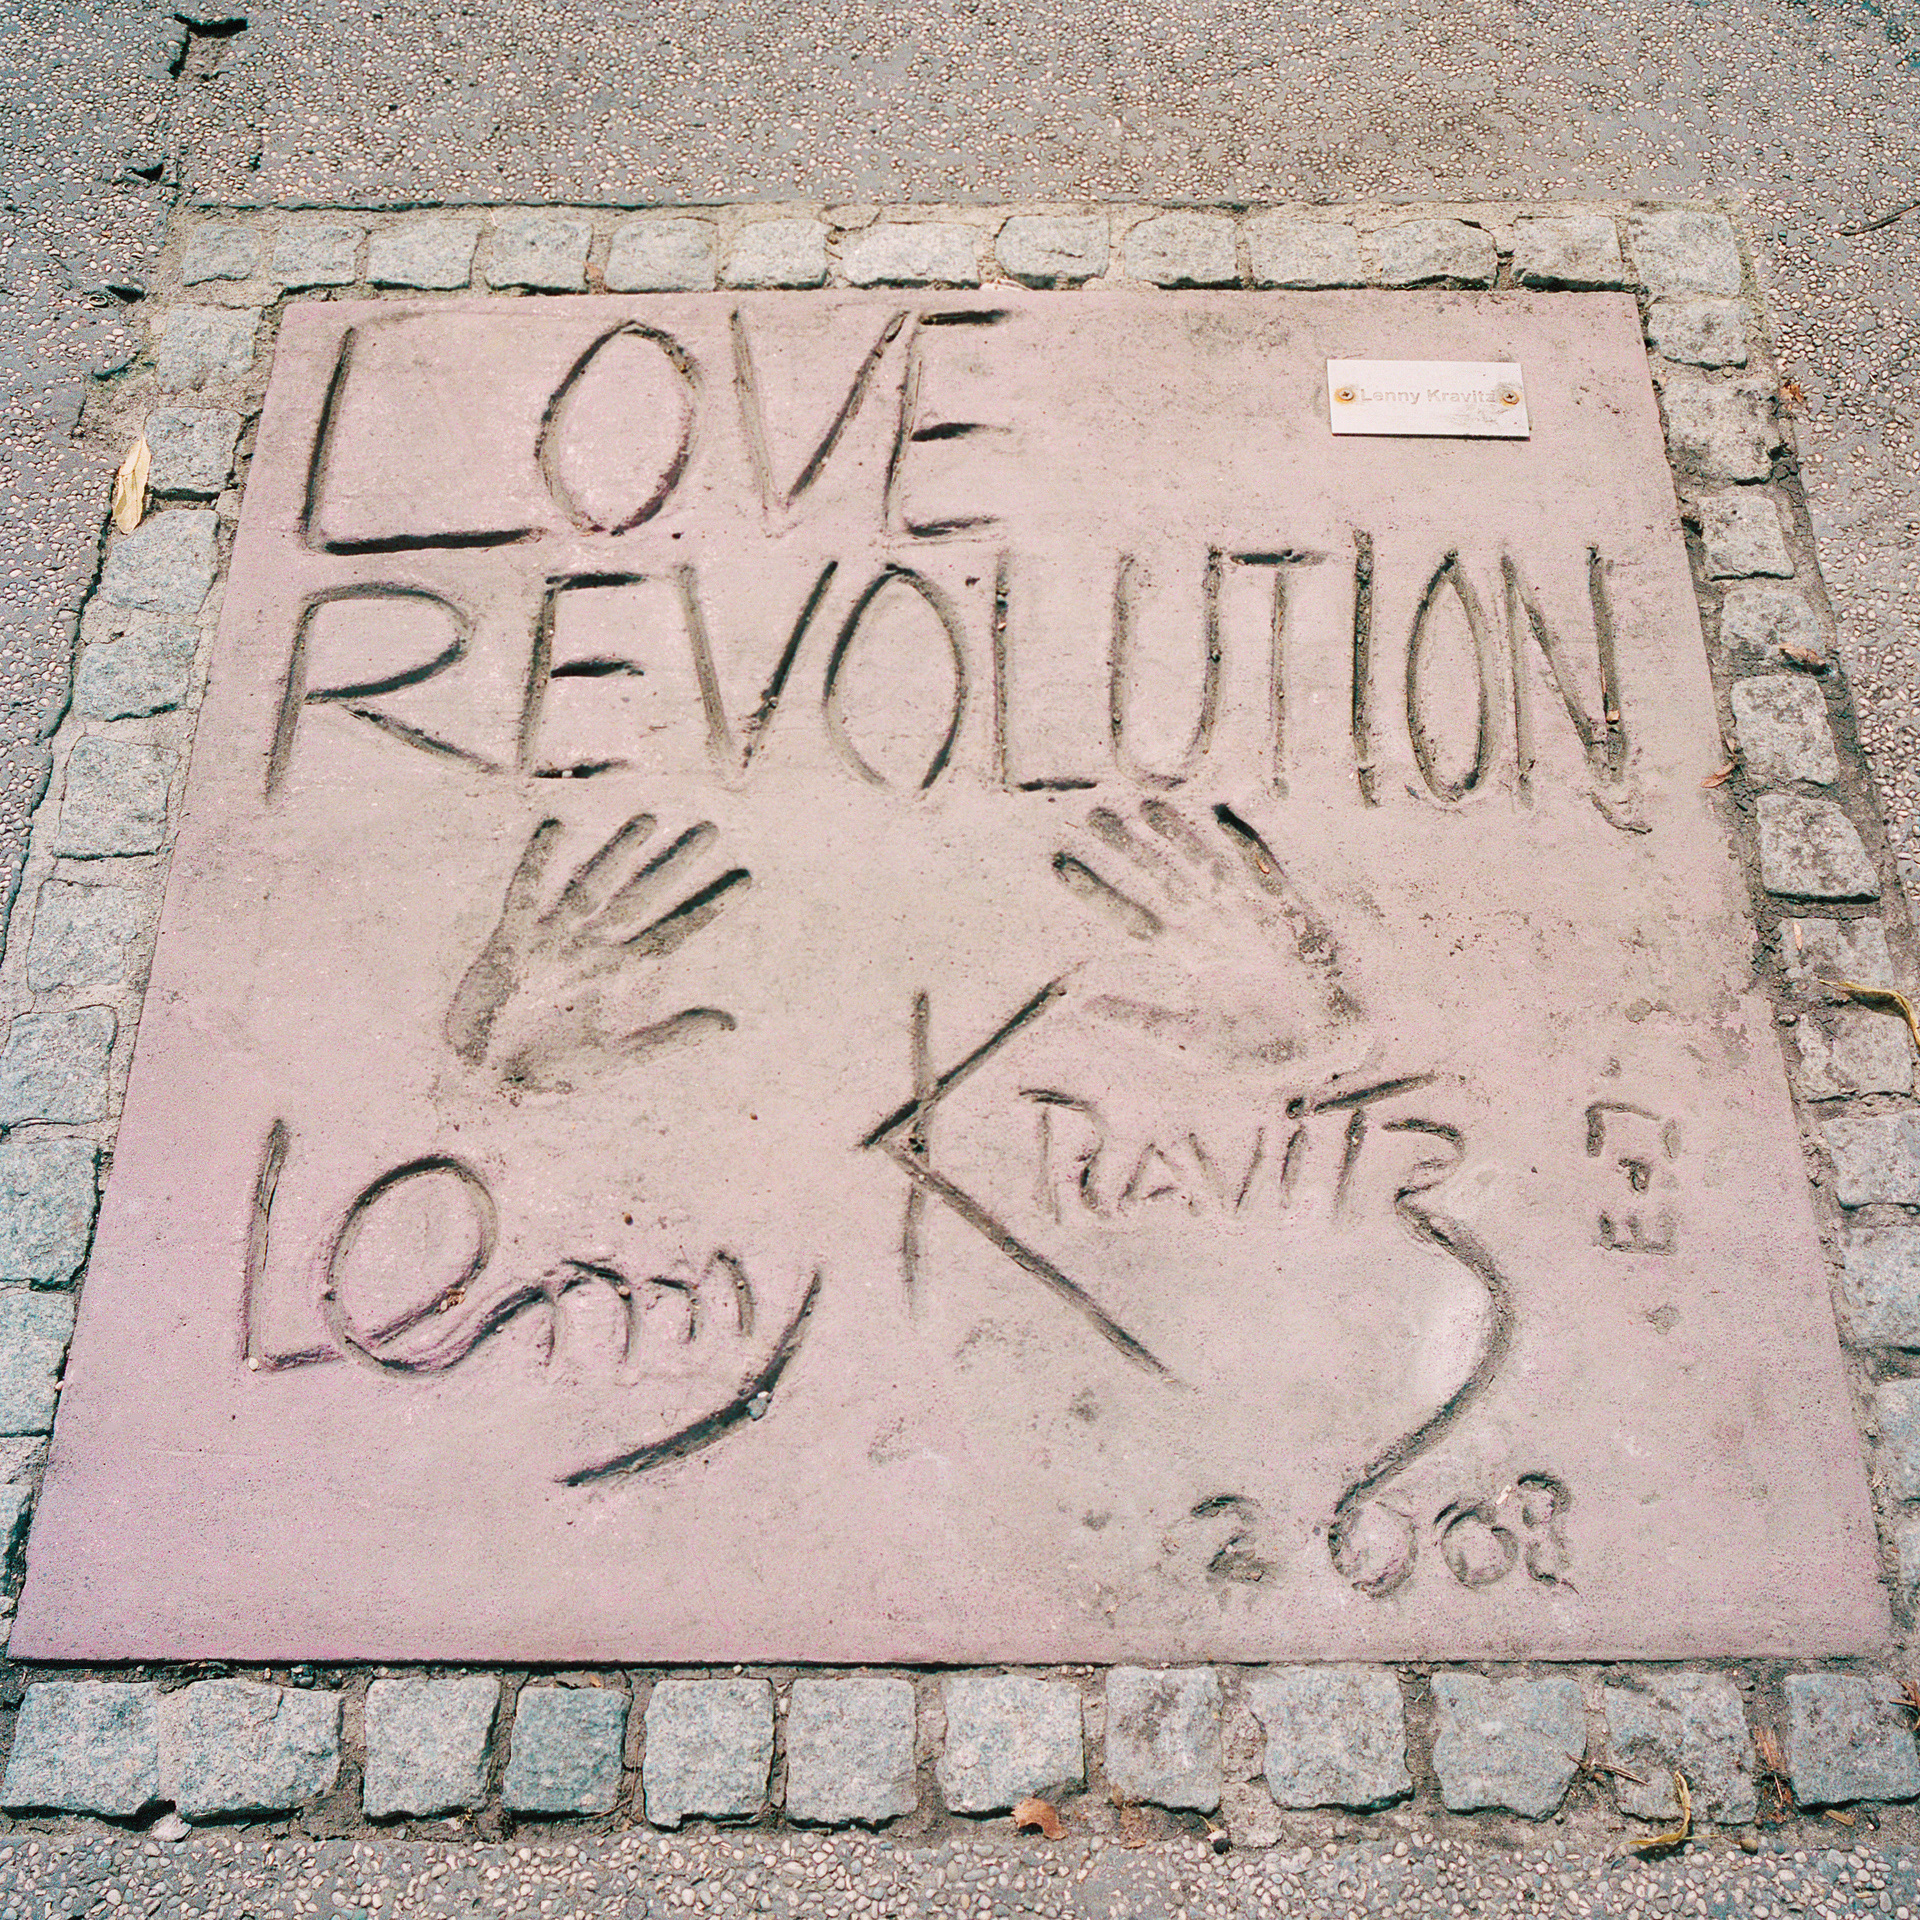 LOVE
Lenny Kravitz
REVOLUTION
Lenny KRAVITZ
2008